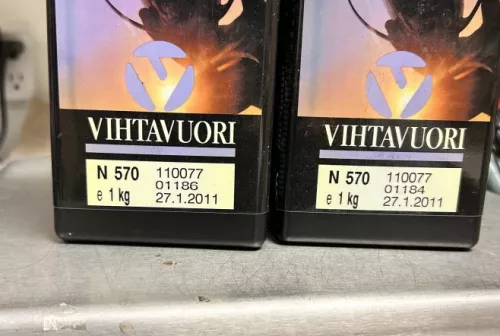 VIHTAVUORI
N 570 110077
01186
e 1 kg 27.1.2011
VIHTAVUORI
N 570 110077
01184
e 1 kg 27.1.2011